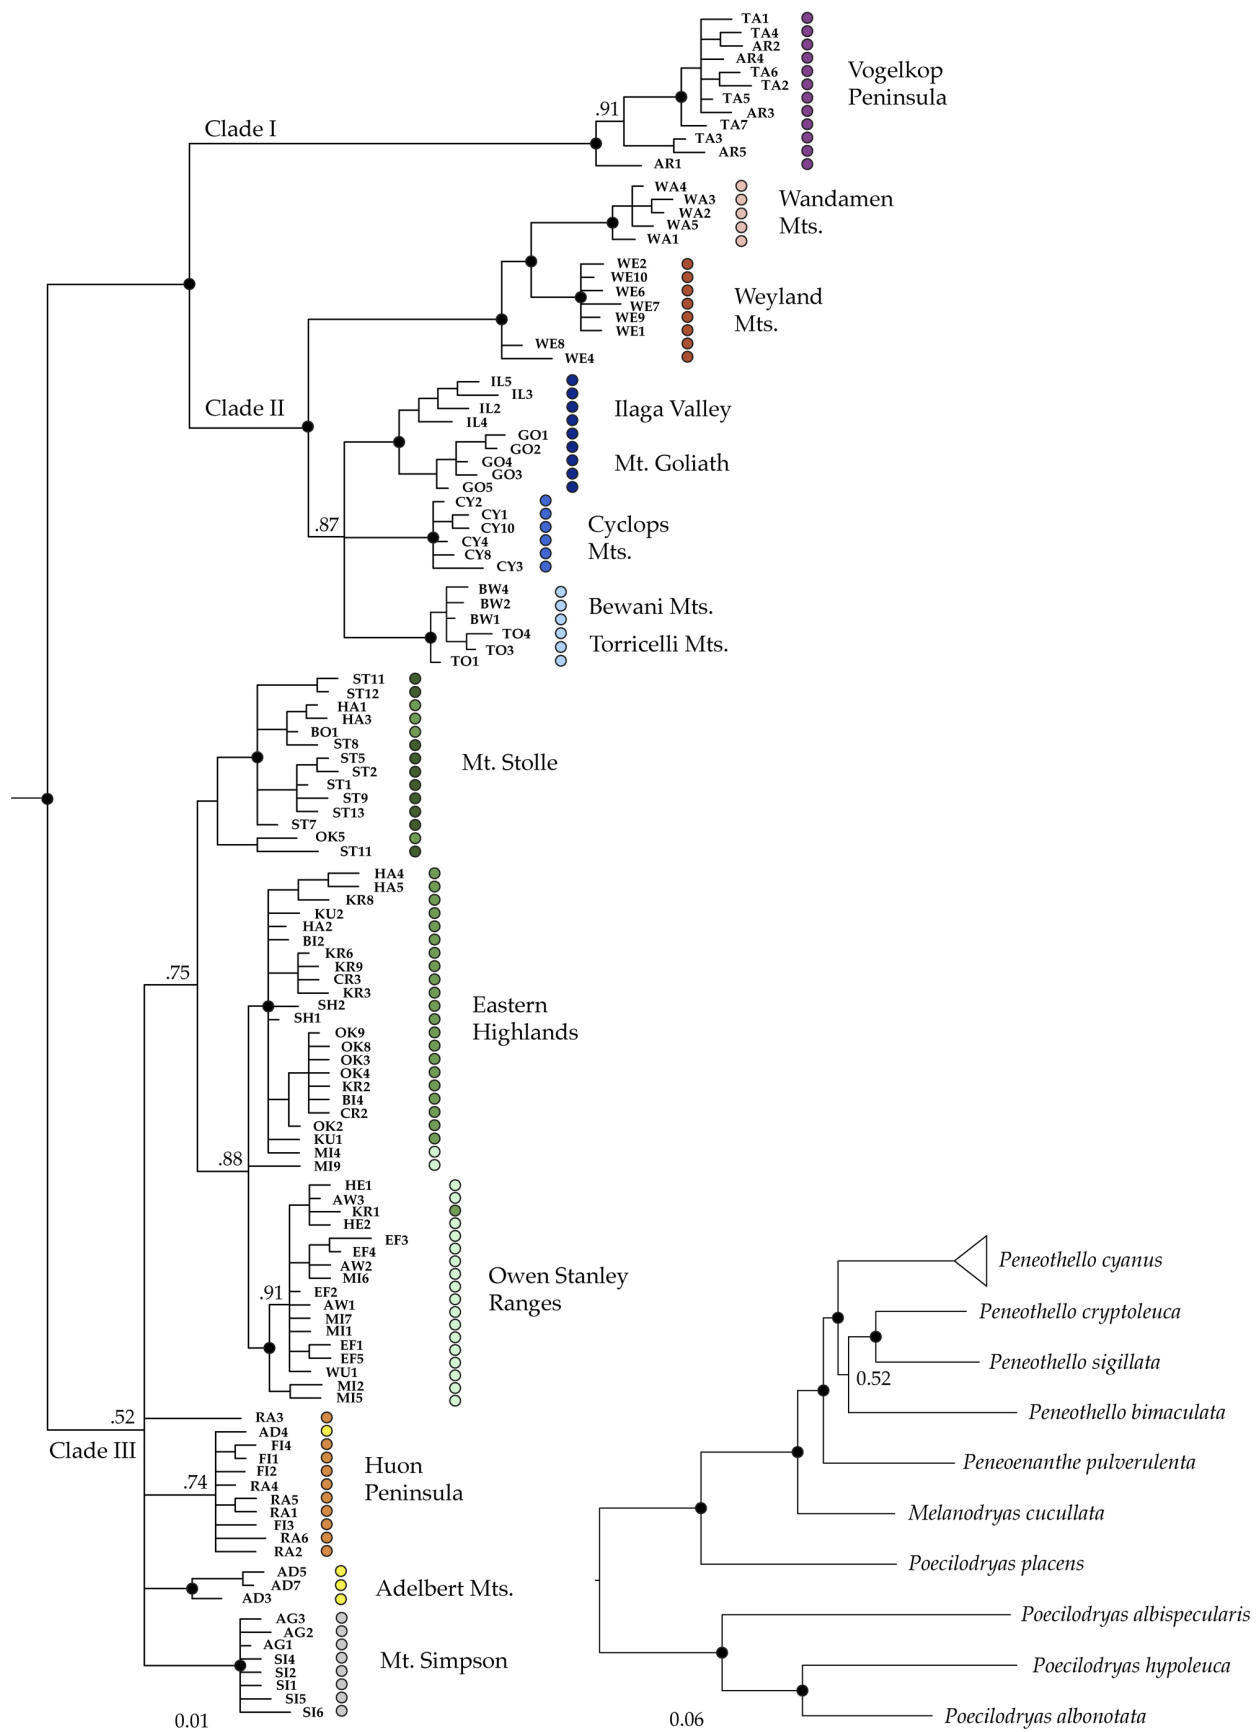 TA1
TA4
AR2
AR4
TA6
TA2
TA5
AR3
TA7
TA3
AR5
AR1
.91
Clade I
Vogelkop
Peninsula
WA4
WA3
WA2
WA5
WA1
Wandamen
Mts.
WE2
WE10
WE6
WE7
WE9
WE1
WE8
WE4
Weyland
Mts.
Clade II
IL5
IL3
IL2
IL4
Ilaga Valley
GO1
GO2
GO4
GO3
GO5
Mt. Goliath
.87
CY2
CY1
CY10
CY4
CY8
CY3
Cyclops
Mts.
BW4
BW2
BW1
Bewani Mts.
TO4
TO3
TO1
Torricelli Mts.
ST11
ST12
HA1
HA3
BO1
ST8
ST5
ST2
ST1
ST9
ST13
ST7
OK5
ST11
Mt. Stolle
.75
HA4
HA5
KR8
KU2
HA2
BI2
KR6
KR9
CR3
KR3
SH2
SH1
OK9
OK8
OK3
OK4
KR2
BI4
CR2
OK2
KU1
MI4
MI9
Eastern
Highlands
.88
HE1
AW3
KR1
HE2
EF3
EF4
AW2
MI6
EF2
AW1
MI7
MI1
EF1
EF5
WU1
MI2
MI5
.91
Owen Stanley
Ranges
.52
Clade III
RA3
AD4
FI4
FI1
FI2
RA4
RA5
RA1
FI3
RA6
RA2
.74
Huon
Peninsula
AD5
AD7
AD3
Adelbert Mts.
AG3
AG2
AG1
SI4
SI2
SI1
SI5
SI6
Mt. Simpson
0.01
Peneothello cyanus
Peneothello cryptoleuca
Peneothello sigillata
0.52
Peneothello bimaculata
Peneoenanthe pulverulenta
Melanodryas cucullata
Poecilodryas placens
Poecilodryas albispecularis
Poecilodryas hypoleuca
Poecilodryas albonotata
0.06